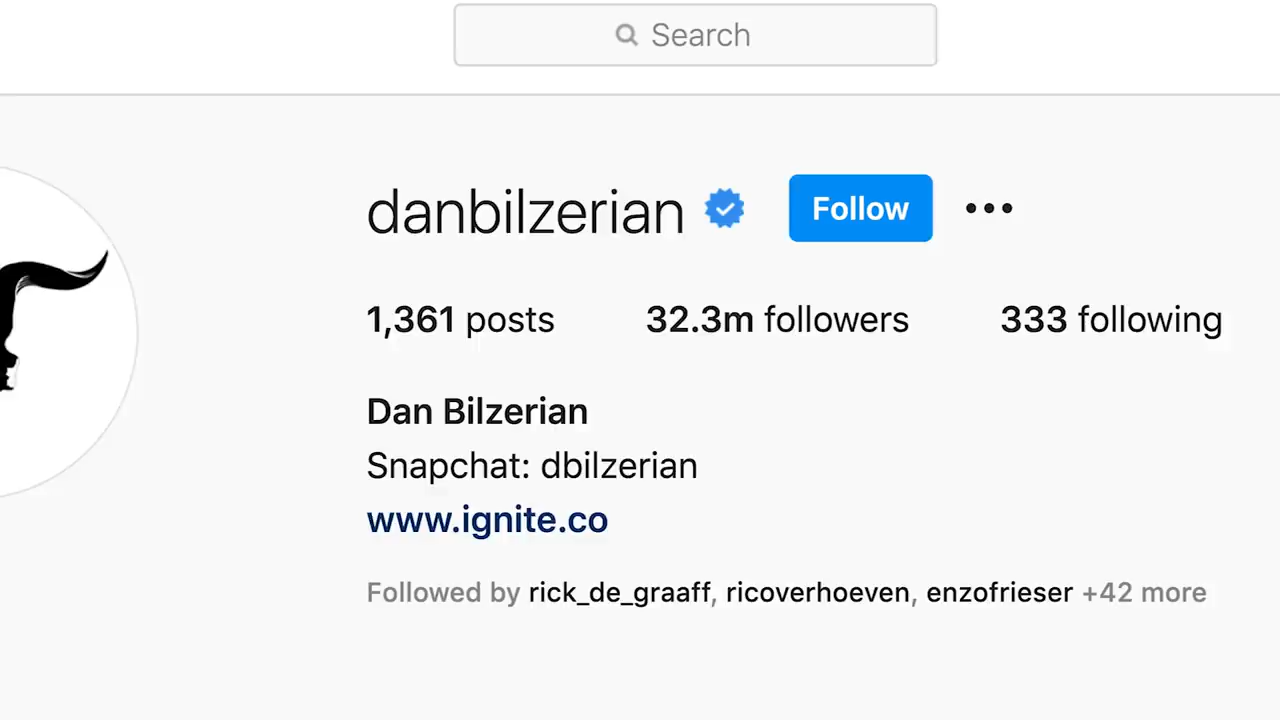 Search
danbilzerian Follow
1,361 posts 32.3m followers 333 following
Dan Bilzerian
Snapchat: dbilzerian
www.ignite.co
Followed by rick_de_graaff, ricoverhoeven, enzofrieser +42 more